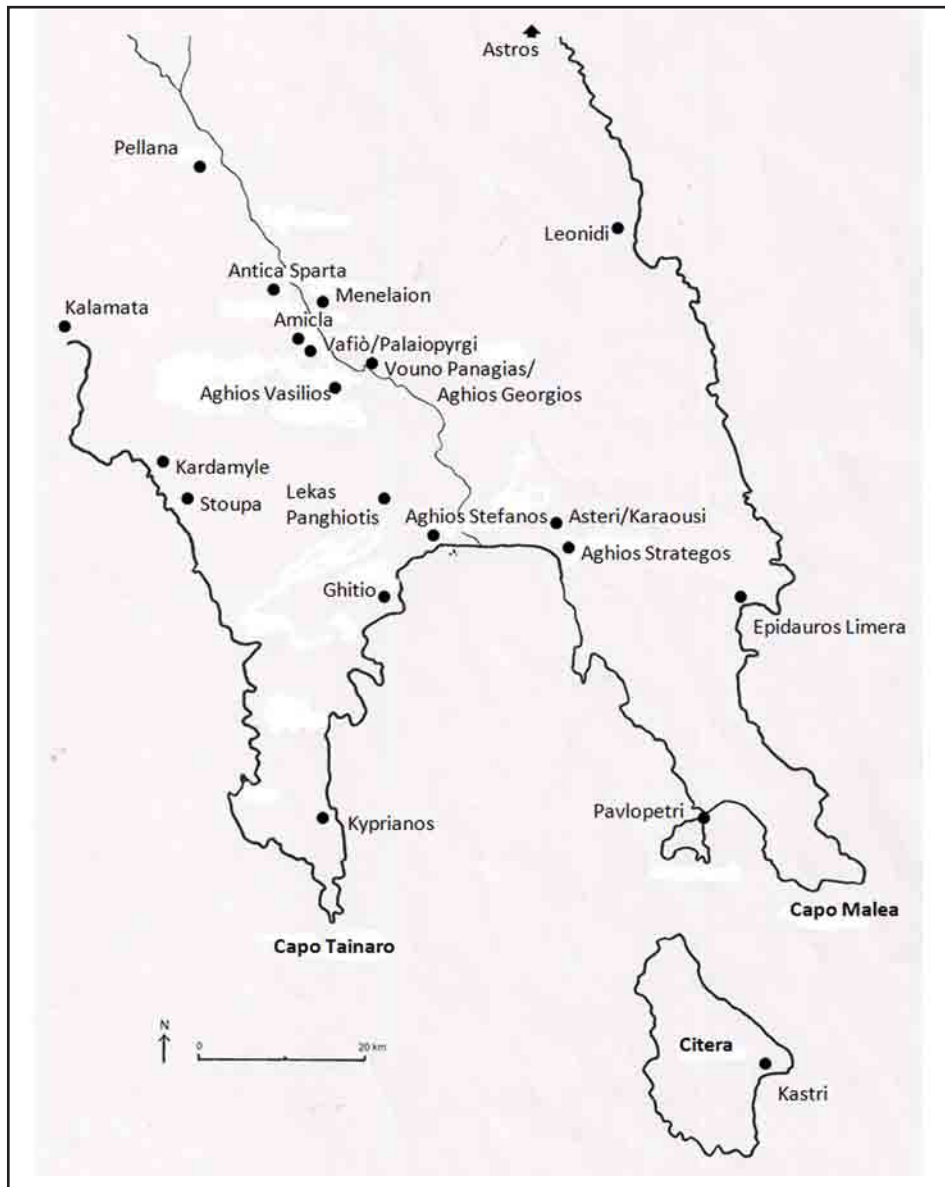 Astros
Pellana
Leonidi
Antica Sparta
Menelaion
Kalamata
Amicla
Vafiò/Palaiopyrgi
Vouno Panagias/
Aghios Georgios
Aghios Vasilios
Kardamyle
Stoupa
Lekas
Panghiotis
Aghios Stefanos
Asteri/Karaousi
Aghios Strategos
Ghitio
Epidauros Limera
Pavlopetri
Kyprianos
Capo Malea
Capo Tainaro
N
0
20 km
Citera
Kastri